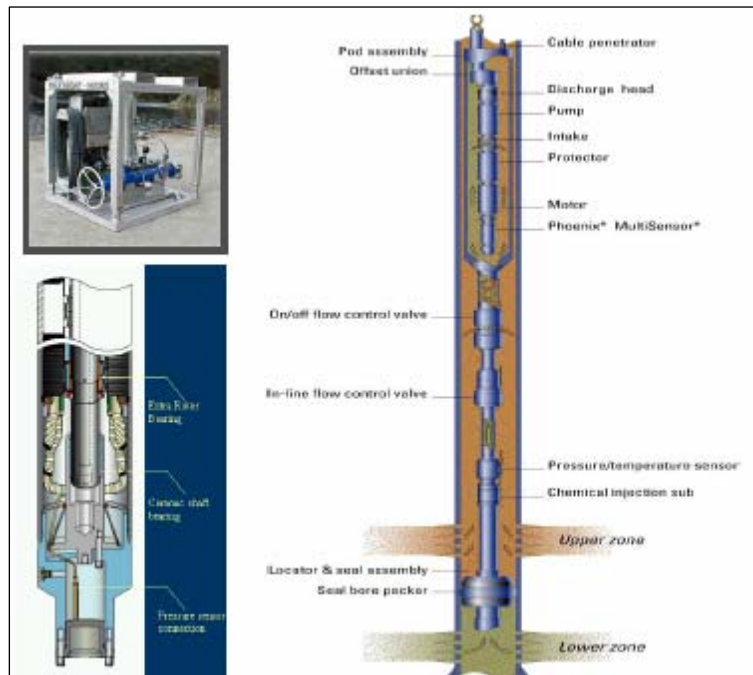 Pod assembly
Offset union
Cable penetrator
Discharge head
Pump
Intake
Protector
Motor
Phoenix* MultiSensor*
On/off flow control valve
In-line flow control valve
Pressure/temperature sensor
Chemical injection sub
Upper zone
Locator & seal assembly
Seal bore packer
Lower zone
bearing
Ceramic shaft
bearing
Pressure sensor
connection